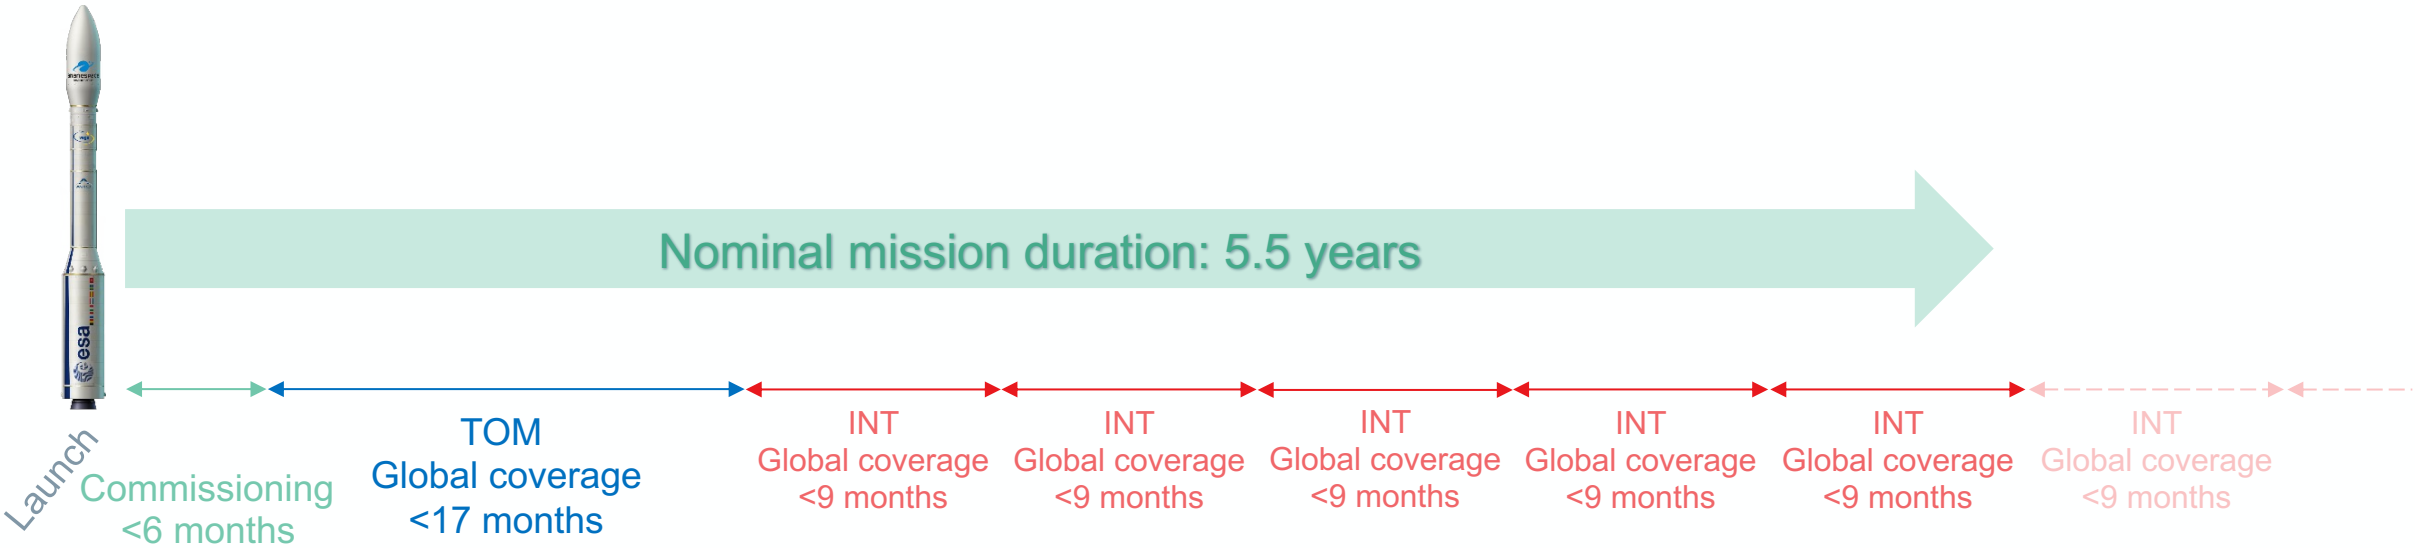 arianespace
esa
Nominal mission duration: 5.5 years
Launch
Commissioning
<6 months
TOM
Global coverage
<17 months
INT
Global coverage
<9 months
INT
Global coverage
<9 months
INT
Global coverage
<9 months
INT
Global coverage
<9 months
INT
Global coverage
<9 months
INT
Global coverage
<9 months